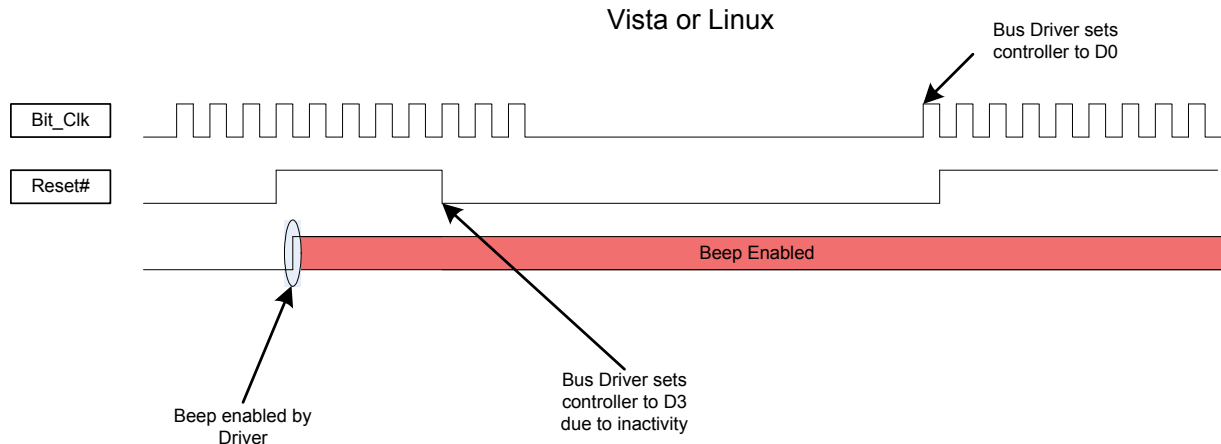 Vista or Linux
Bus Driver sets
controller to D0
Bit_Clk
Reset#
Beep Enabled
Beep enabled by
Driver
Bus Driver sets
controller to D3
due to inactivity